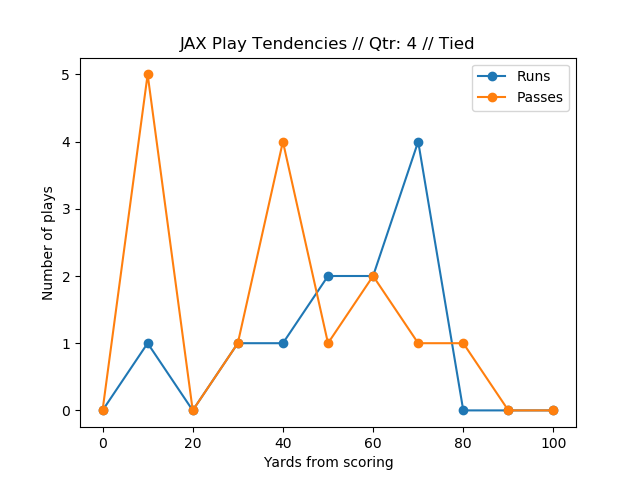 JAX Play Tendencies // Qtr: 4 // Tied
Runs
Passes
Number of plays
5
4
3
2
1
0
0 20 40 60 80 100
Yards from scoring